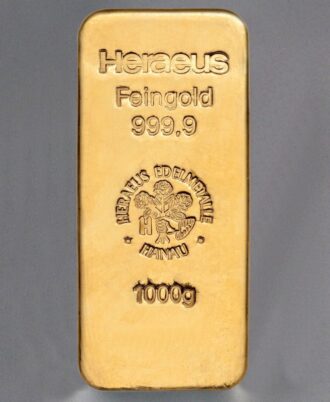 Heraeus
Feingold
999,9
HERAEUS EDELMETALLE
H
HANAU
1000g